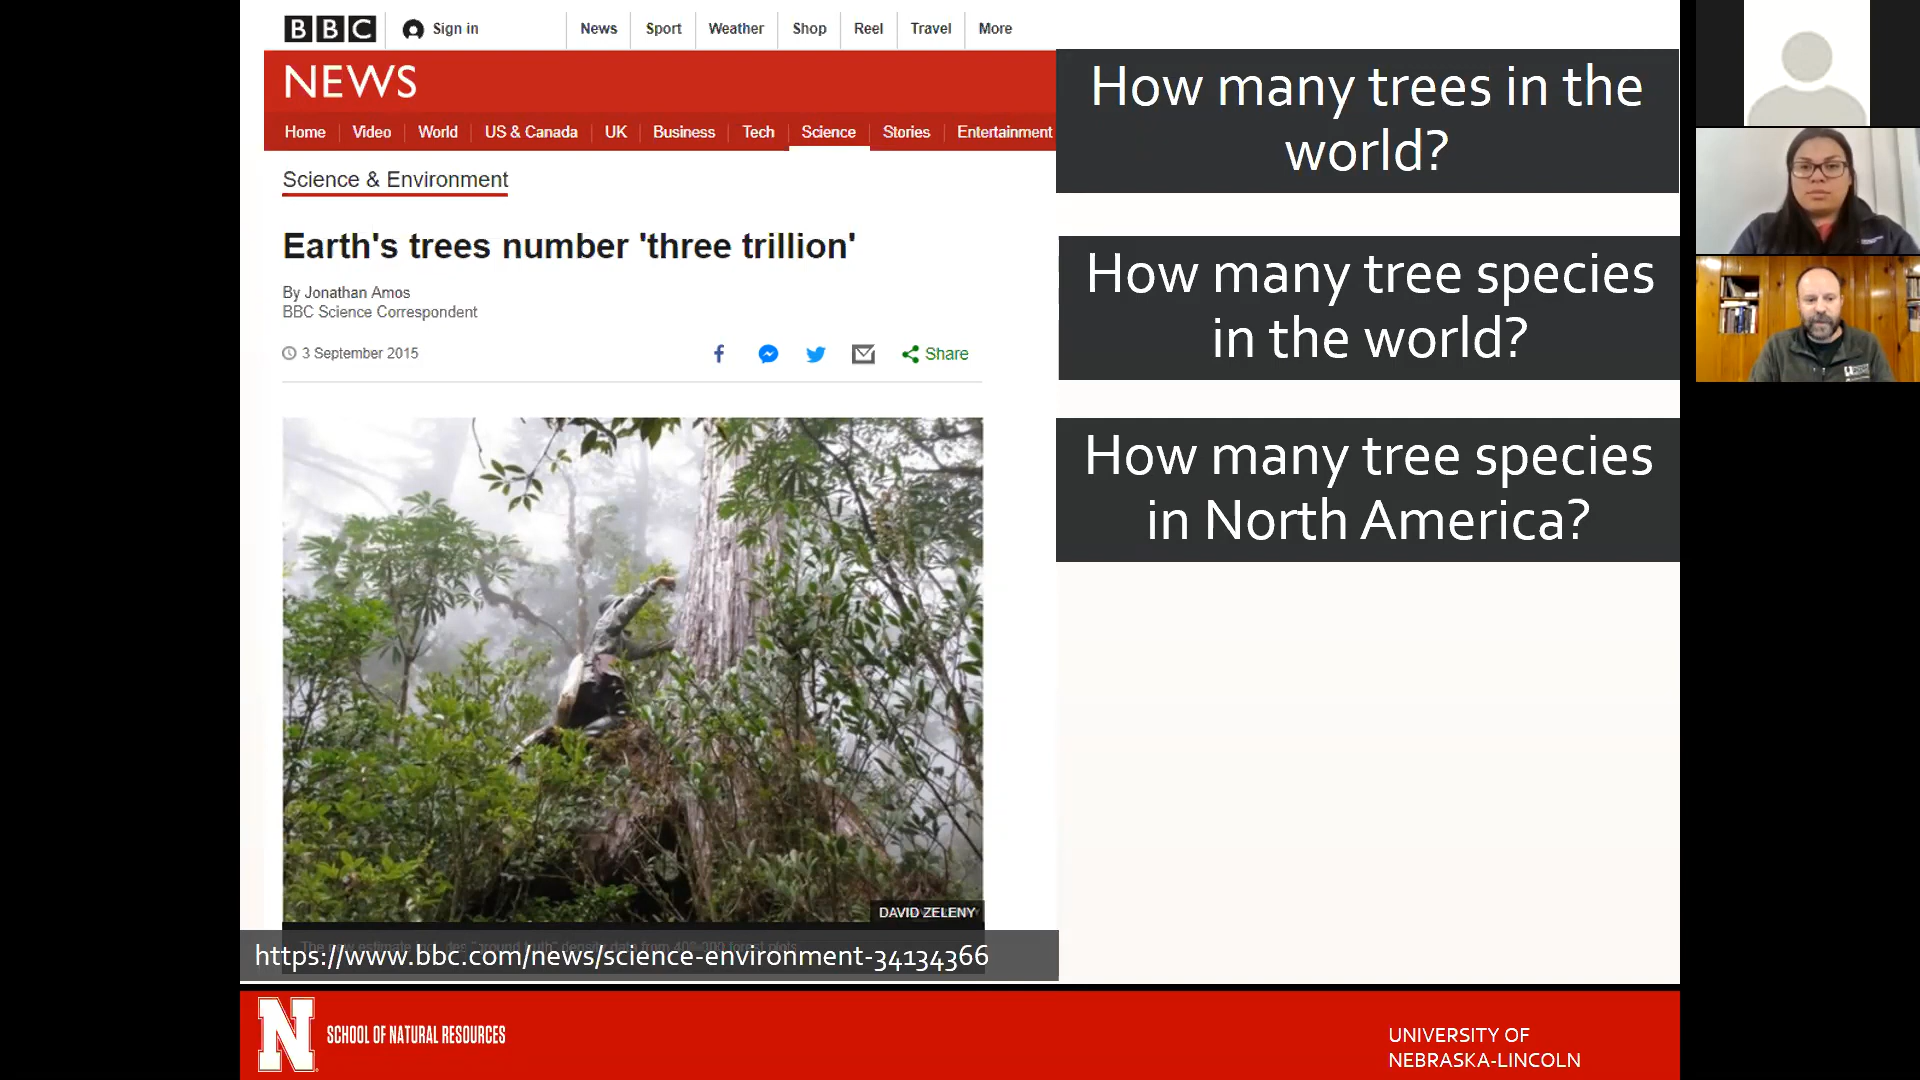 BBC
Sign in
News
Sport
Weather
Shop
Reel
Travel
More
NEWS
Home
Video
World
US & Canada
UK
Business
Tech
Science
Stories
Entertainment
Science & Environment
Earth's trees number 'three trillion'
By Jonathan Amos
BBC Science Correspondent
3 September 2015
Share
DAVID ZELENY
https://www.bbc.com/news/science-environment-34134366
How many trees in the
world?
How many tree species
in the world?
How many tree species
in North America?
N
SCHOOL OF NATURAL RESOURCES
UNIVERSITY OF
NEBRASKA-LINCOLN